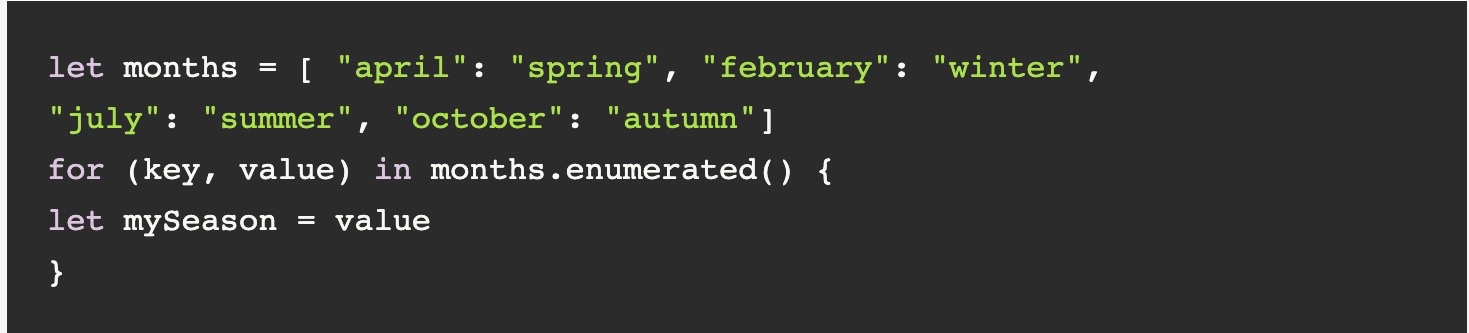 let months = [ "april": "spring", "february": "winter",
"july": "summer", "october": "autumn"]
for (key, value) in months.enumerated() {
let mySeason = value
}